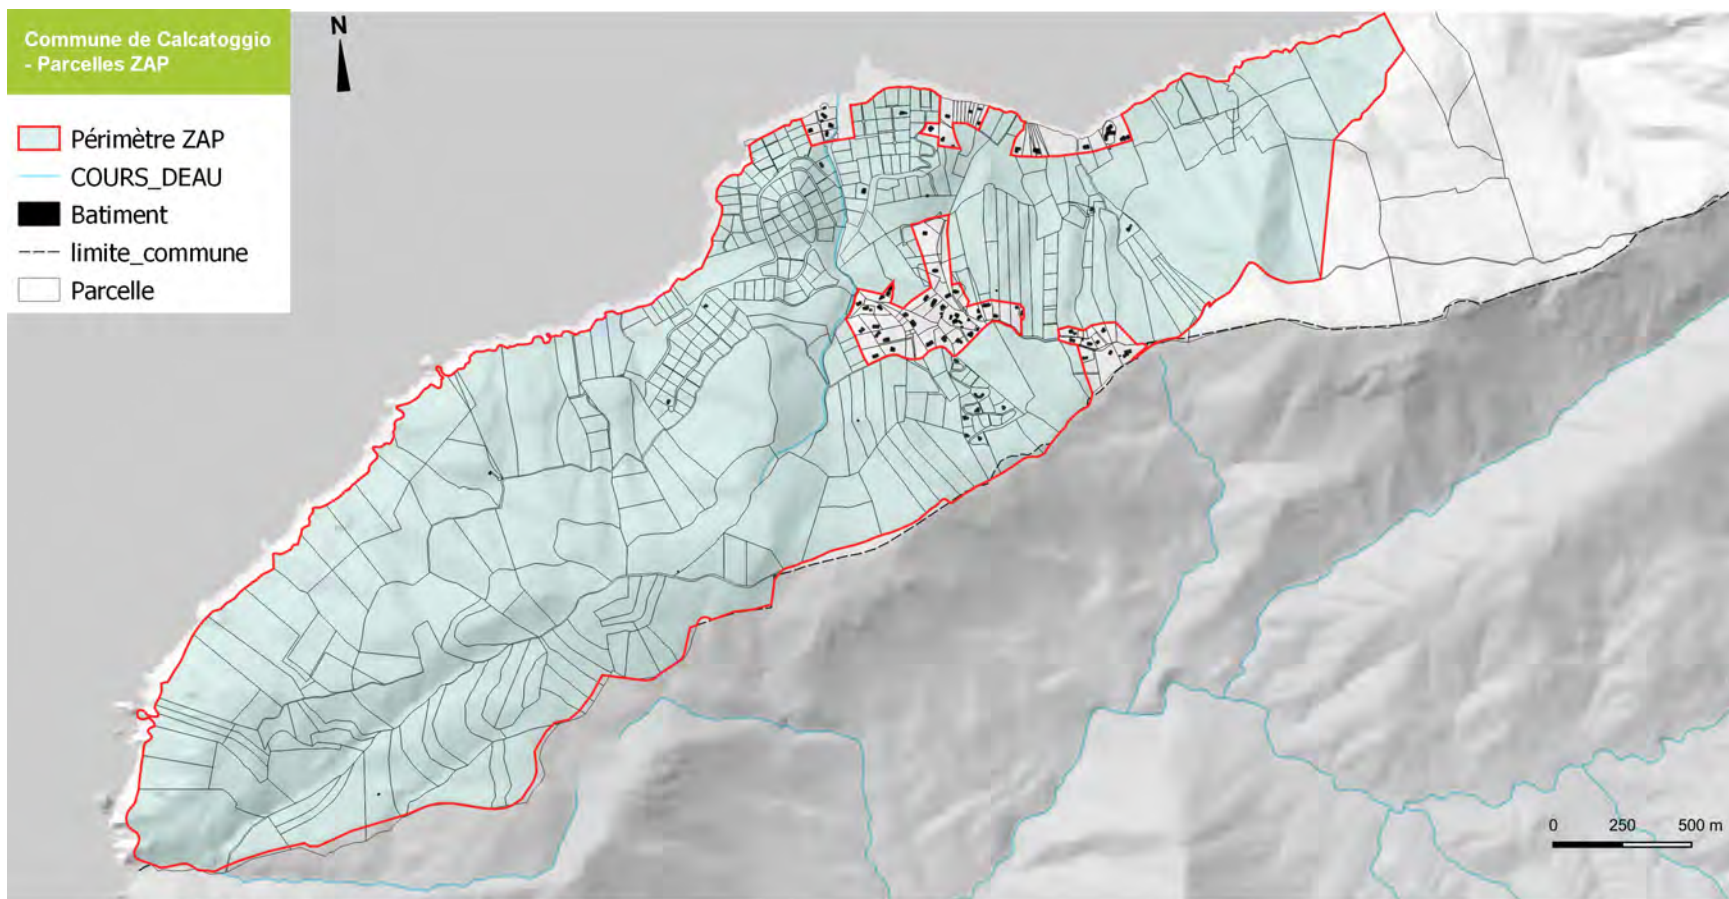 Commune de Calcatoggio
- Parcelles ZAP
N
Périmètre ZAP
COURS_DEAU
Batiment
limite_commune
Parcelle
0 250 500 m